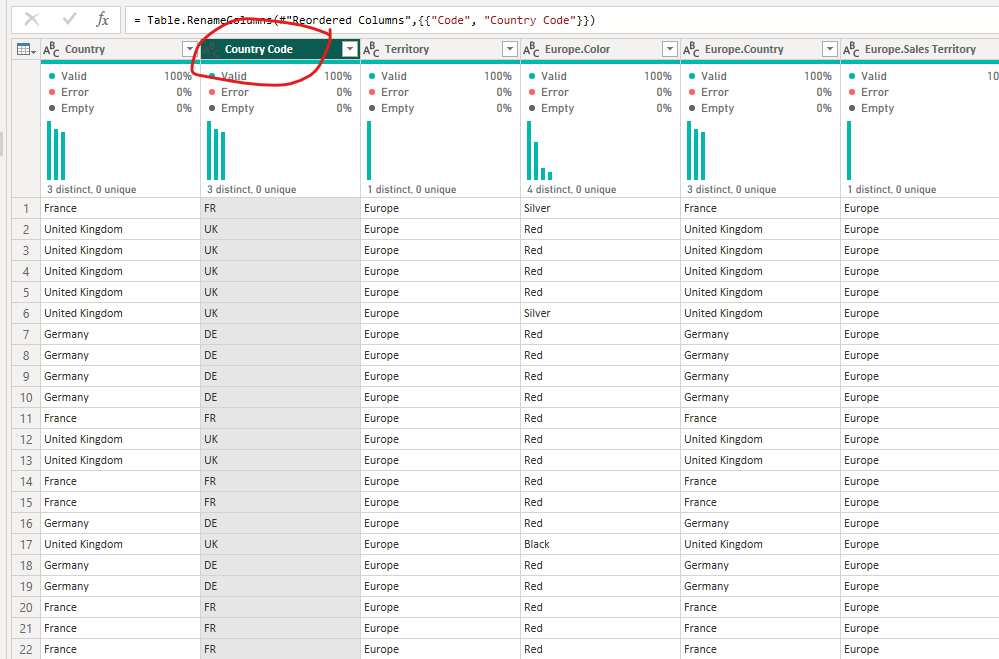 fx = Table.RenameColumns(#"Reordered Columns",{{"Code", "Country Code"}})
ABC Country ABC Country Code ABC Territory ABC Europe.Color ABC Europe.Country ABC Europe.Sales Territory
Valid 100% Valid 100% Valid 100% Valid 100% Valid 100% Valid 10
Error 0% Error 0% Error 0% Error 0% Error 0% Error
Empty 0% Empty 0% Empty 0% Empty 0% Empty 0% Empty
3 distinct, 0 unique 3 distinct, 0 unique 1 distinct, 0 unique 4 distinct, 0 unique 3 distinct, 0 unique 1 distinct, 0 unique
1 France FR Europe Silver France Europe
2 United Kingdom UK Europe Red United Kingdom Europe
3 United Kingdom UK Europe Red United Kingdom Europe
4 United Kingdom UK Europe Red United Kingdom Europe
5 United Kingdom UK Europe Red United Kingdom Europe
6 United Kingdom UK Europe Silver United Kingdom Europe
7 Germany DE Europe Red Germany Europe
8 Germany DE Europe Red Germany Europe
9 Germany DE Europe Red Germany Europe
10 Germany DE Europe Red Germany Europe
11 France FR Europe Red France Europe
12 United Kingdom UK Europe Red United Kingdom Europe
13 United Kingdom UK Europe Red United Kingdom Europe
14 France FR Europe Red France Europe
15 France FR Europe Red France Europe
16 Germany DE Europe Red Germany Europe
17 United Kingdom UK Europe Black United Kingdom Europe
18 Germany DE Europe Red Germany Europe
19 Germany DE Europe Red Germany Europe
20 France FR Europe Red France Europe
21 France FR Europe Red France Europe
22 France FR Europe Red France Europe